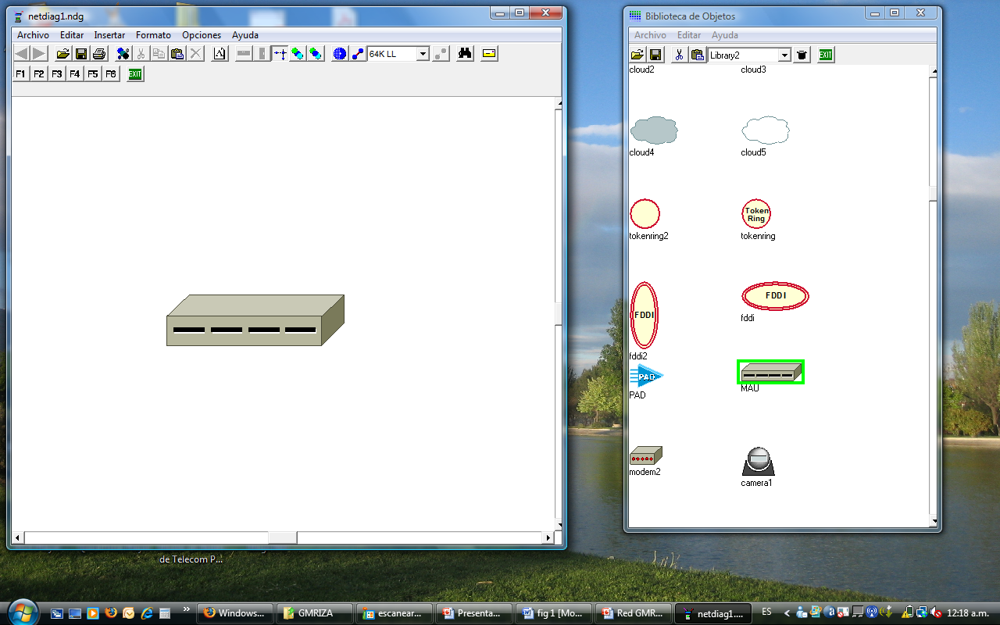 netdiag1.ndg
Archivo Editar Insertar Formato Opciones Ayuda
64K LL
F1 F2 F3 F4 F5 F6 EXIT
Biblioteca de Objetos
Archivo Editar Ayuda
Library2 EXIT
cloud2 cloud3
cloud4 cloud5
Token
Ring
tokenring2 tokenring
FDDI FDDI
fddi
fddi2
PAD
MAU
PAD
modem2
camera1
de Telecom P...
Windows... GMRIZA escanear... Presenta... fig 1 [Mo... Red GMR... netdiag1.... ES 12:18 a.m.